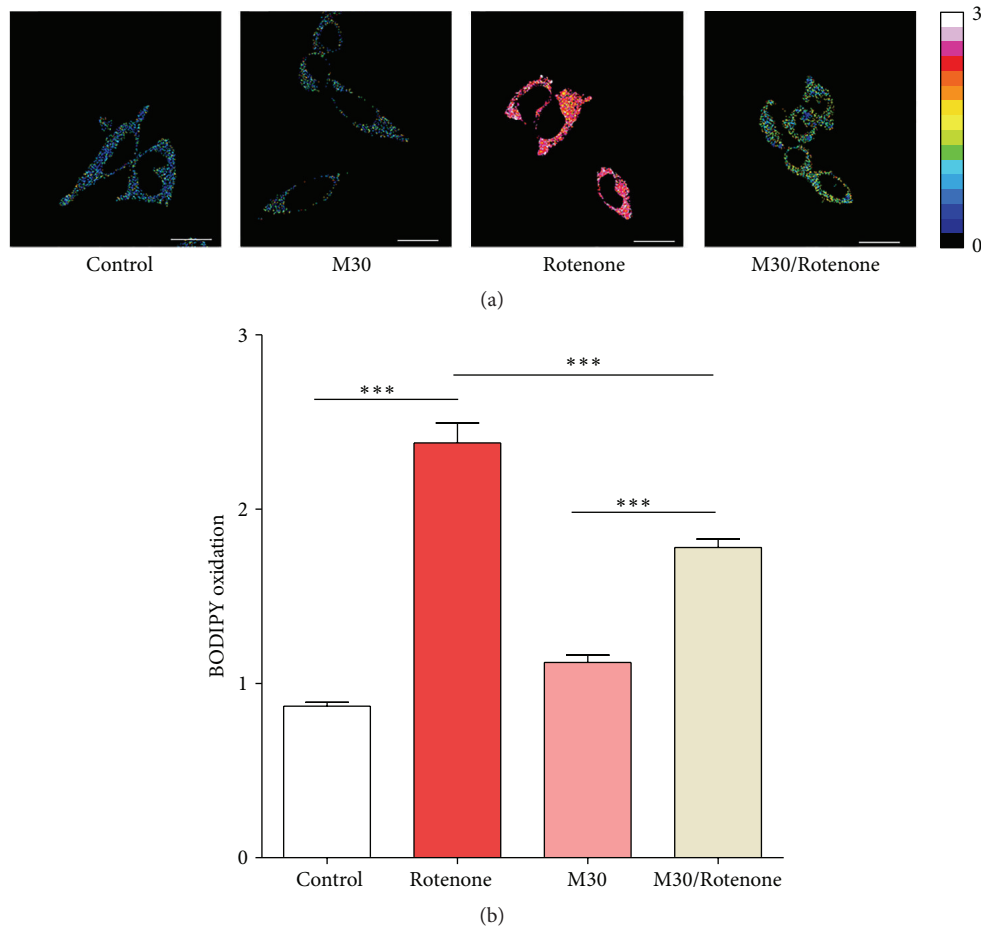 3
0
Control
M30
Rotenone
M30/Rotenone
(a)
3
2
1
0
BODIPY oxidation
***
***
***
Control
Rotenone
M30
M30/Rotenone
(b)